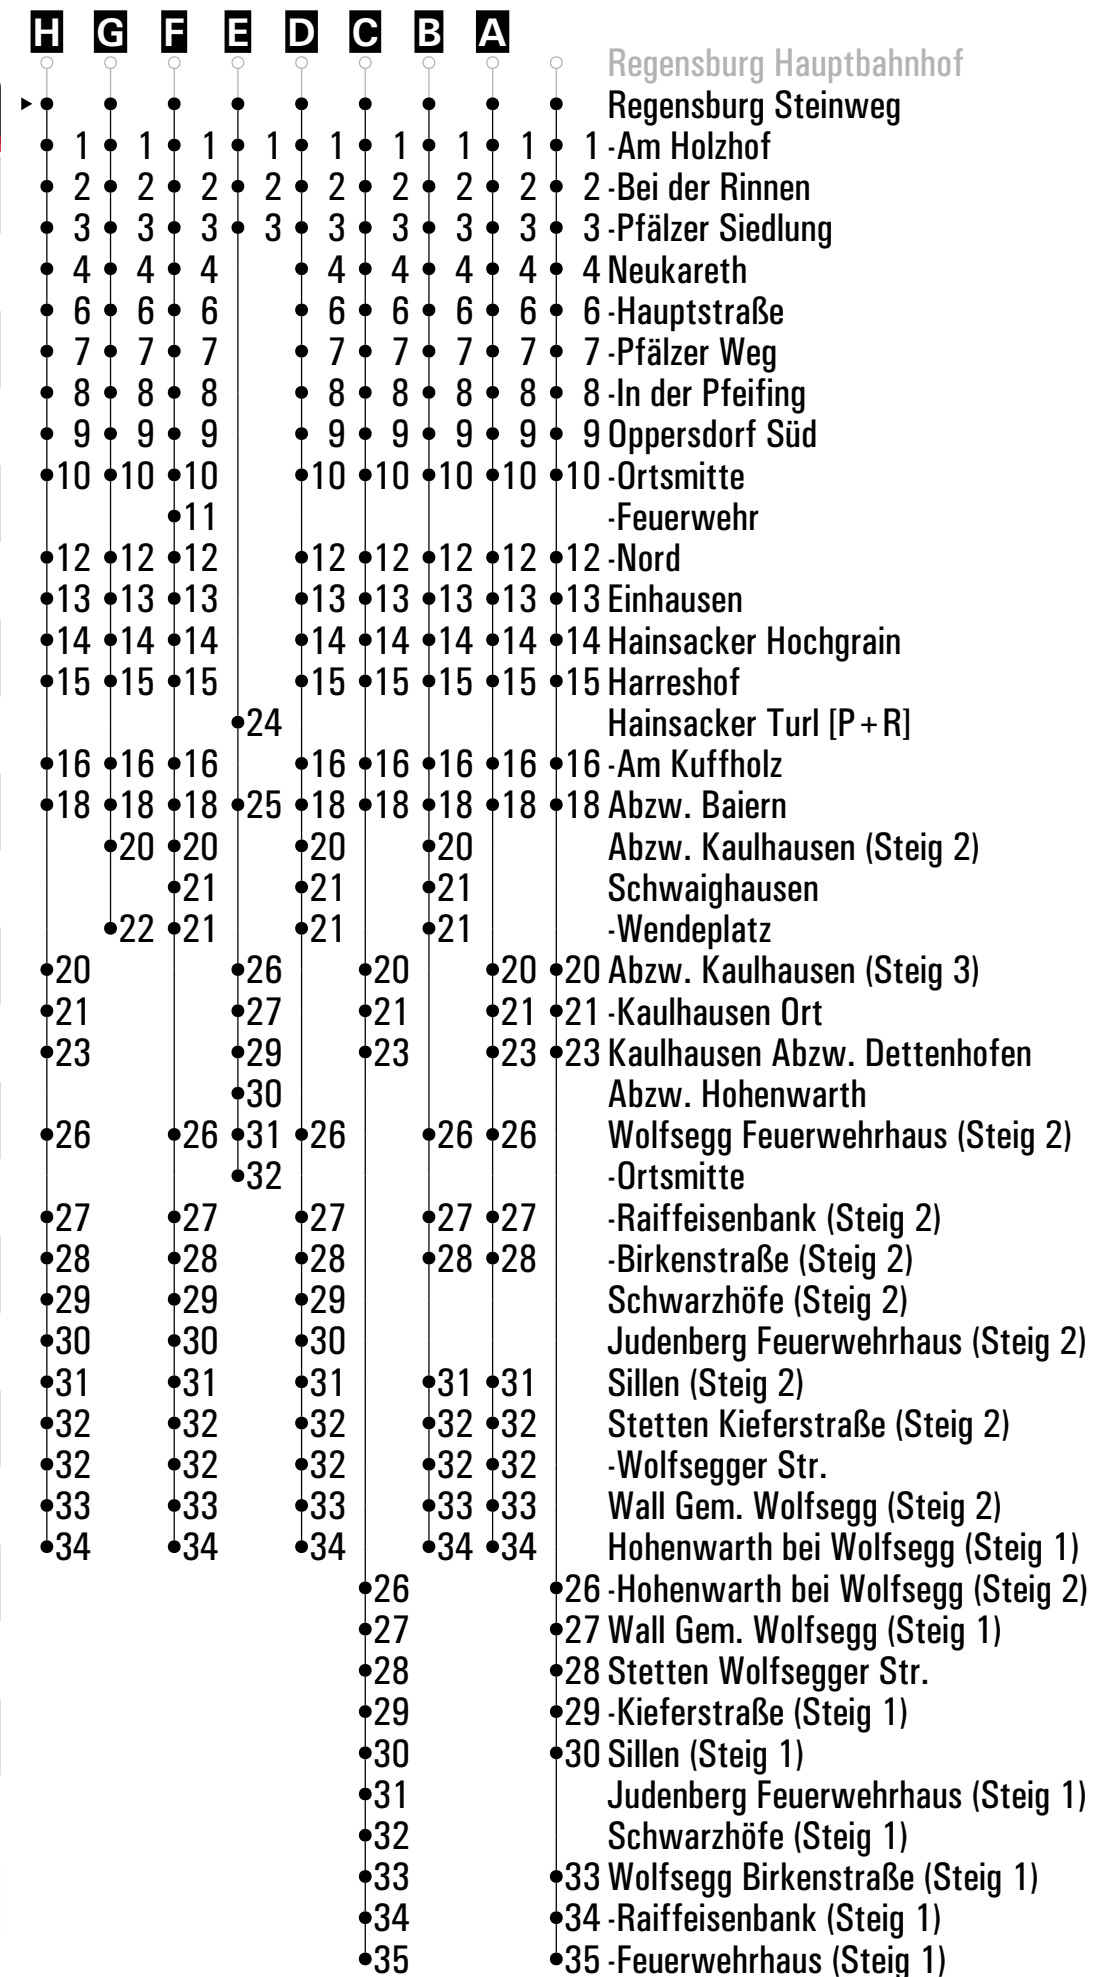 H G F E D C B A
Regensburg Hauptbahnhof
Regensburg Steinweg
1 1 1 1 1 1 1 1 1 -Am Holzhof
2 2 2 2 2 2 2 2 2 -Bei der Rinnen
3 3 3 3 3 3 3 3 3 -Pfälzer Siedlung
4 4 4 4 4 4 4 4 Neukareth
6 6 6 6 6 6 6 6 -Hauptstraße
7 7 7 7 7 7 7 7 -Pfälzer Weg
8 8 8 8 8 8 8 8 -In der Pfeifing
9 9 9 9 9 9 9 9 Oppersdorf Süd
10 10 10 10 10 10 10 10 -Ortsmitte
11 -Feuerwehr
12 12 12 12 12 12 12 12 -Nord
13 13 13 13 13 13 13 13 Einhausen
14 14 14 14 14 14 14 14 Hainsacker Hochgrain
15 15 15 15 15 15 15 15 Harreshof
24 Hainsacker Turl [P+R]
16 16 16 16 16 16 16 16 -Am Kuffholz
18 18 18 25 18 18 18 18 18 Abzw. Baiern
20 20 20 20 Abzw. Kaulhausen (Steig 2)
21 21 21 Schwaighausen
22 21 21 21 -Wendeplatz
20 26 20 20 20 Abzw. Kaulhausen (Steig 3)
21 27 21 21 21 -Kaulhausen Ort
23 29 23 23 23 Kaulhausen Abzw. Dettenhofen
30 Abzw. Hohenwarth
26 26 31 26 26 26 Wolfsegg Feuerwehrhaus (Steig 2)
32 -Ortsmitte
27 27 27 27 27 -Raiffeisenbank (Steig 2)
28 28 28 28 28 -Birkenstraße (Steig 2)
29 29 29 Schwarzhöfe (Steig 2)
30 30 30 Judenberg Feuerwehrhaus (Steig 2)
31 31 31 31 31 Sillen (Steig 2)
32 32 32 32 32 Stetten Kieferstraße (Steig 2)
32 32 32 32 32 -Wolfsegger Str.
33 33 33 33 33 Wall Gem. Wolfsegg (Steig 2)
34 34 34 34 34 Hohenwarth bei Wolfsegg (Steig 1)
26 26 -Hohenwarth bei Wolfsegg (Steig 2)
27 27 Wall Gem. Wolfsegg (Steig 1)
28 28 Stetten Wolfsegger Str.
29 29 -Kieferstraße (Steig 1)
30 30 Sillen (Steig 1)
31 Judenberg Feuerwehrhaus (Steig 1)
32 Schwarzhöfe (Steig 1)
33 33 Wolfsegg Birkenstraße (Steig 1)
34 34 -Raiffeisenbank (Steig 1)
35 35 -Feuerwehrhaus (Steig 1)